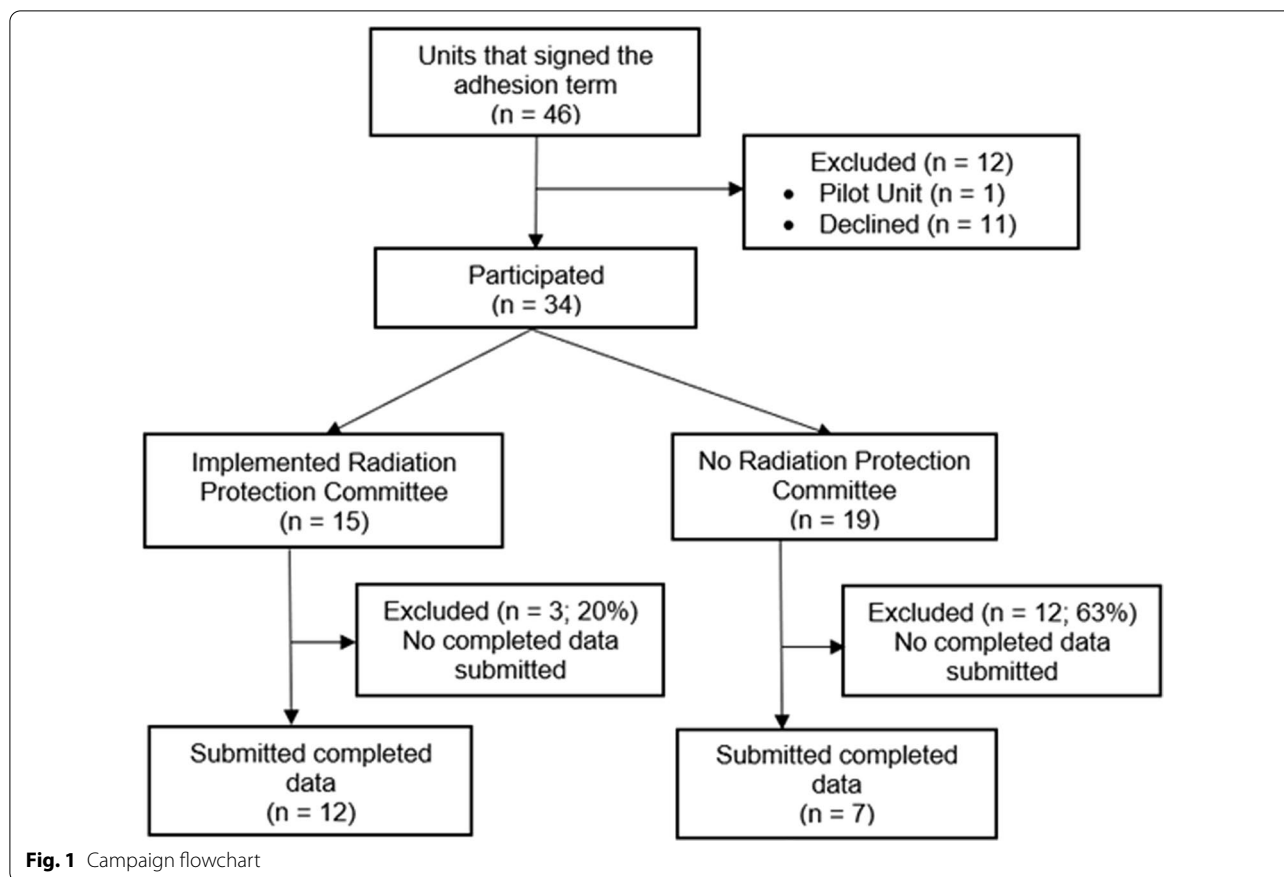 Units that signed the
adhesion term
(n = 46)
Excluded (n = 12)
• Pilot Unit (n = 1)
• Declined (n = 11)
Participated
(n = 34)
Implemented Radiation
Protection Committee
(n = 15)
No Radiation Protection
Committee
(n = 19)
Excluded (n = 3; 20%)
No completed data
submitted
Excluded (n = 12; 63%)
No completed data
submitted
Submitted completed
data
(n = 12)
Submitted completed
data
(n = 7)
Fig. 1 Campaign flowchart